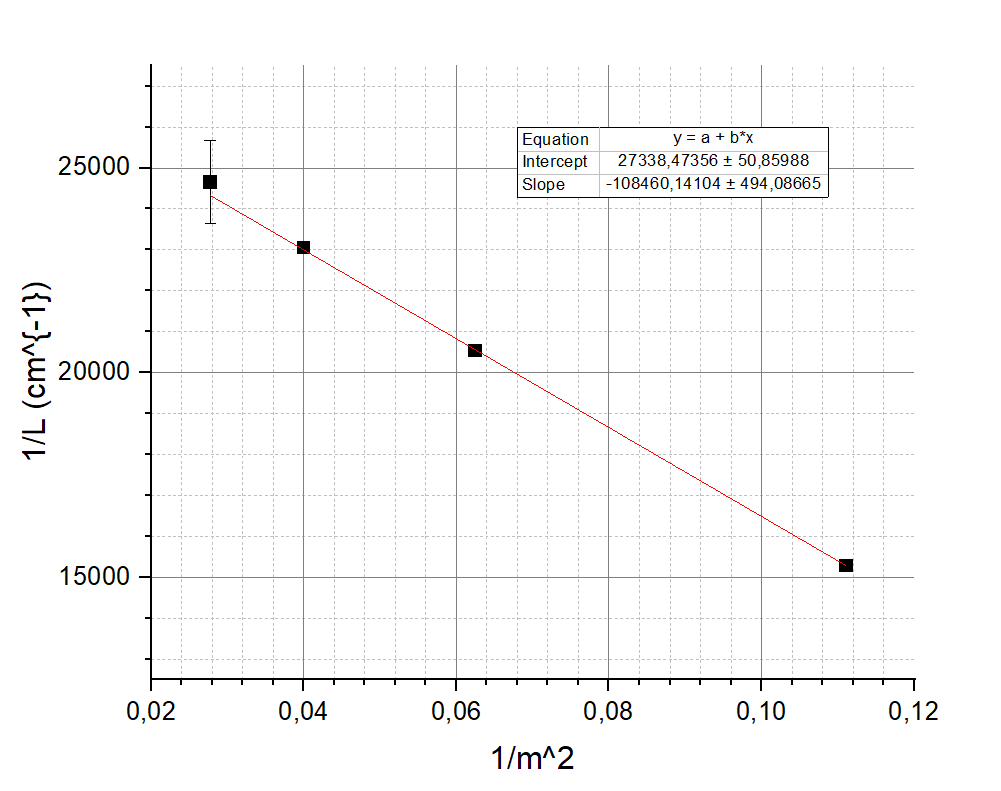 Equation y = a + b*x
Intercept 27338,47356 ± 50,85988
Slope -108460,14104 ± 494,08665
25000
20000
15000
1/L (cm^{-1})
0,02 0,04 0,06 0,08 0,10 0,12
1/m^2